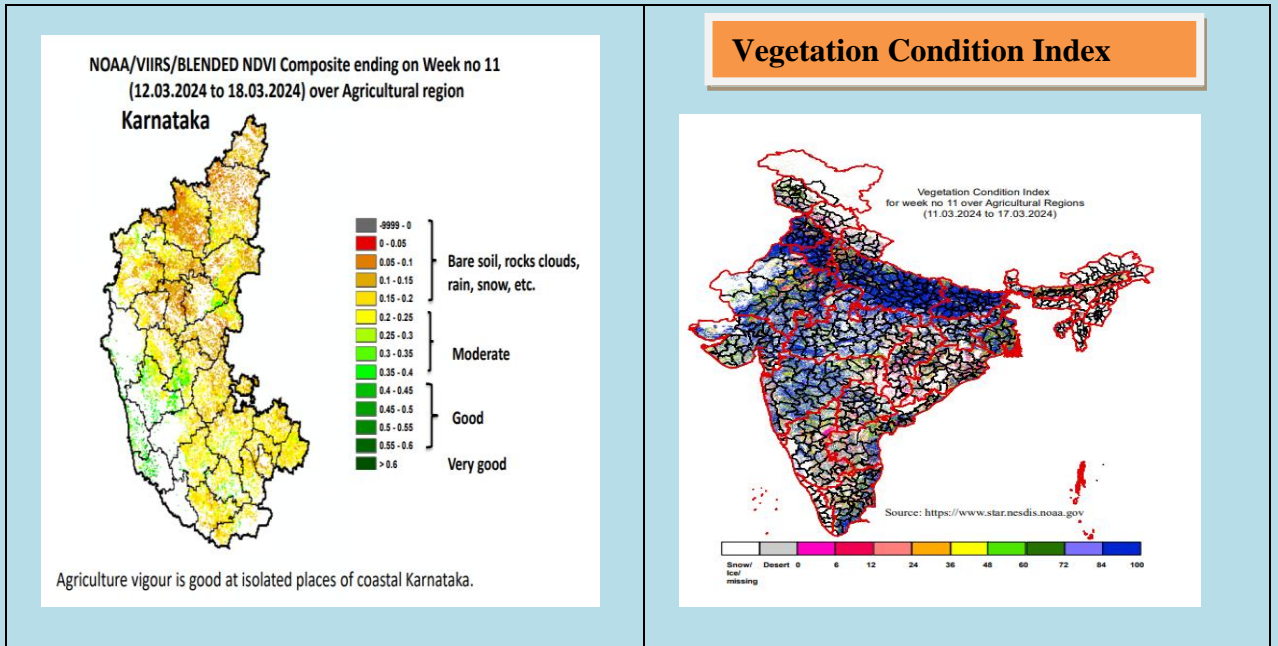 NOAA/VIIRS/BLENDED NDVI Composite ending on Week no 11
(12.03.2024 to 18.03.2024) over Agricultural region
Karnataka
-9999 - 0
0 - 0.05
0.05 - 0.1
0.1 - 0.15
0.15 - 0.2
0.2 - 0.25
0.25 - 0.3
0.3 - 0.35
0.35 - 0.4
0.4 - 0.45
0.45 - 0.5
0.5 - 0.55
0.55 - 0.6
> 0.6
Bare soil, rocks clouds,
rain, snow, etc.
Moderate
Good
Very good
Agriculture vigour is good at isolated places of coastal Karnataka.
Vegetation Condition Index
Vegetation Condition Index
for week no 11 over Agricultural Regions
(11.03.2024 to 17.03.2024)
Source: https://www.star.nesdis.noaa.gov
Snow/
Ice/
missing
Desert 0 6 12 24 36 48 60 72 84 100